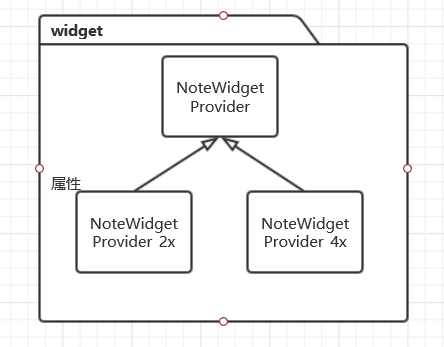 widget
NoteWidget
Provider
属性
NoteWidget
Provider 2x
NoteWidget
Provider 4x